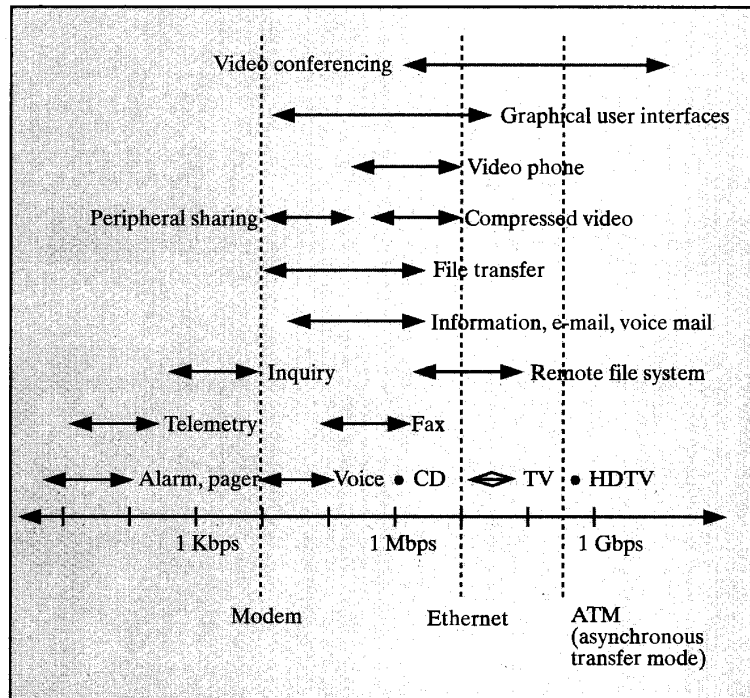 Video conferencing
Graphical user interfaces
Video phone
Peripheral sharing Compressed video
File transfer
Information, e-mail, voice mail
Inquiry Remote file system
Telemetry Fax
Alarm, pager Voice CD TV HDTV
1 Kbps 1 Mbps 1 Gbps
Modem Ethernet ATM
(asynchronous
transfer mode)